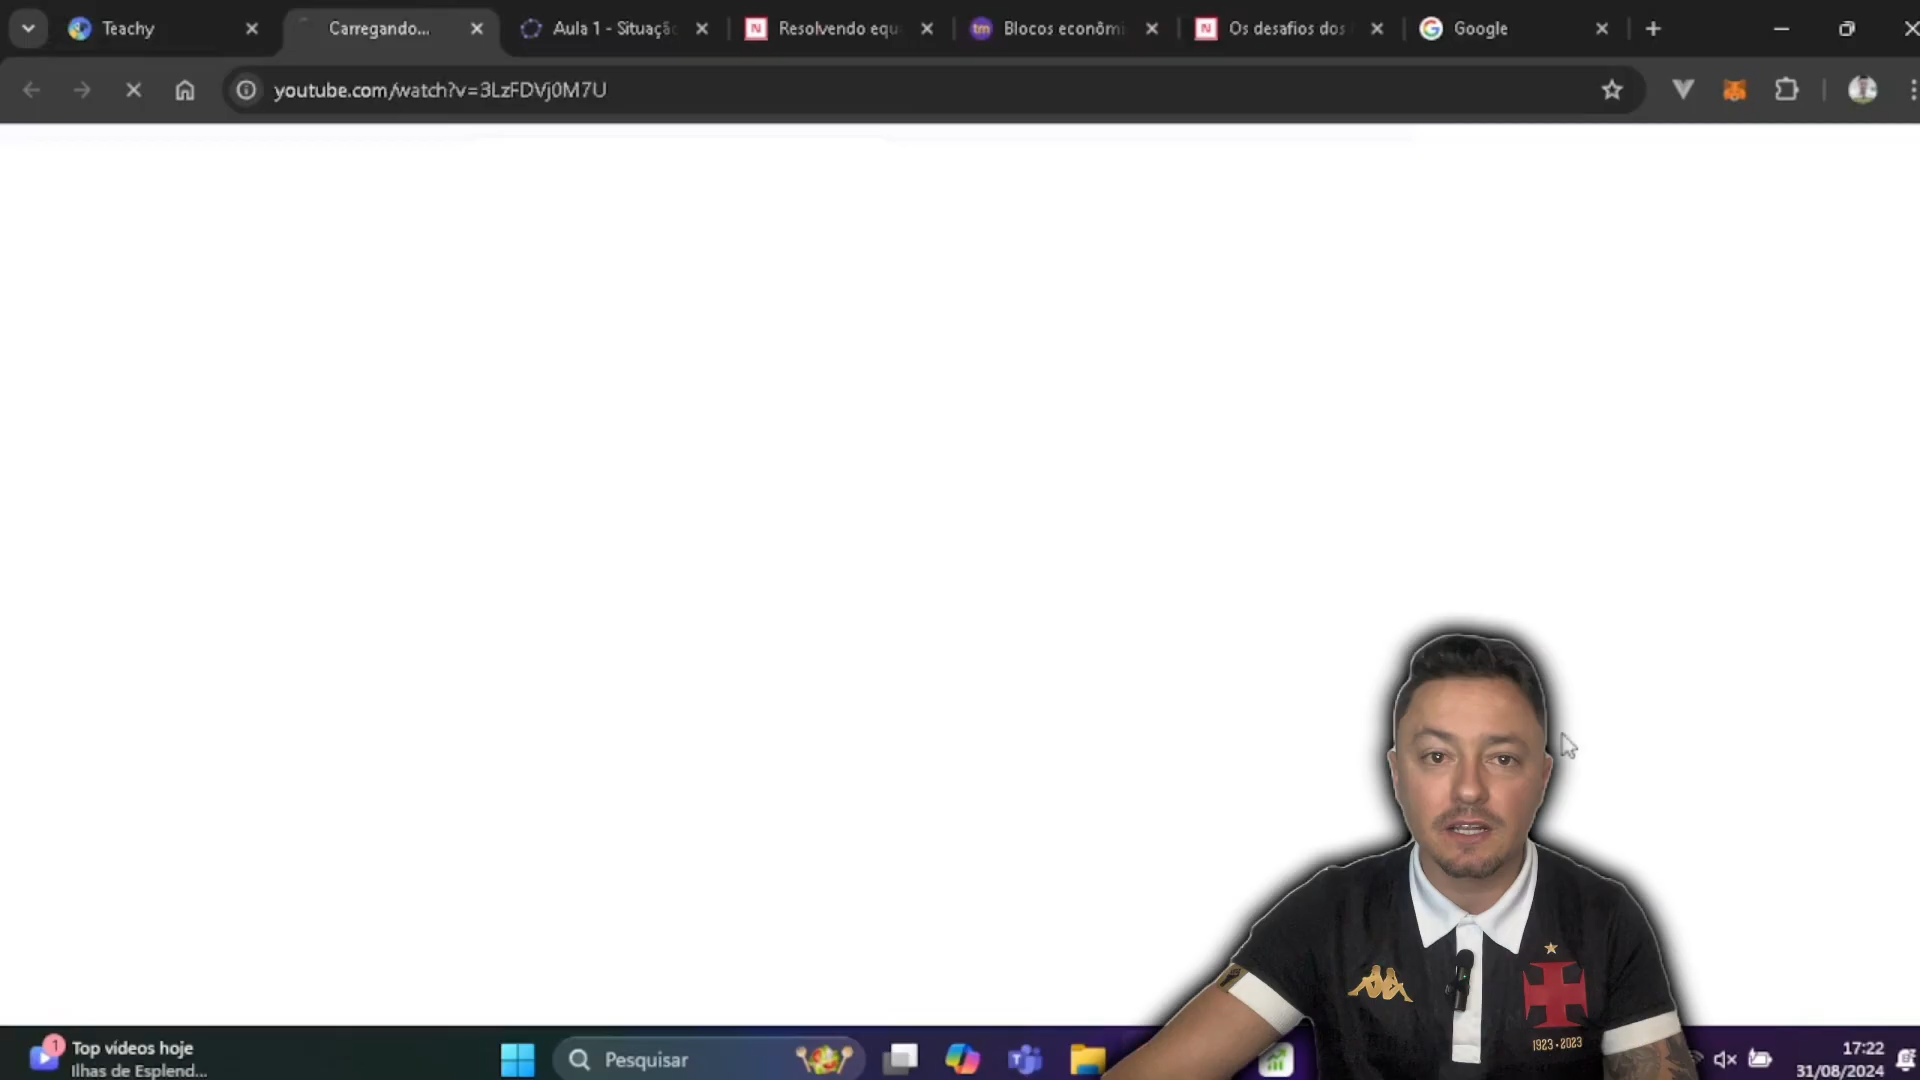 Teachy
Carregando...
Aula 1 - Situaçã
Resolvendo equ
Blocos econômi
Os desafios dos
Google
youtube.com/watch?v=3LzFDVj0M7U
1923 • 2023
1
Top vídeos hoje
Ilhas de Esplend...
Pesquisar
17:22
31/08/2024